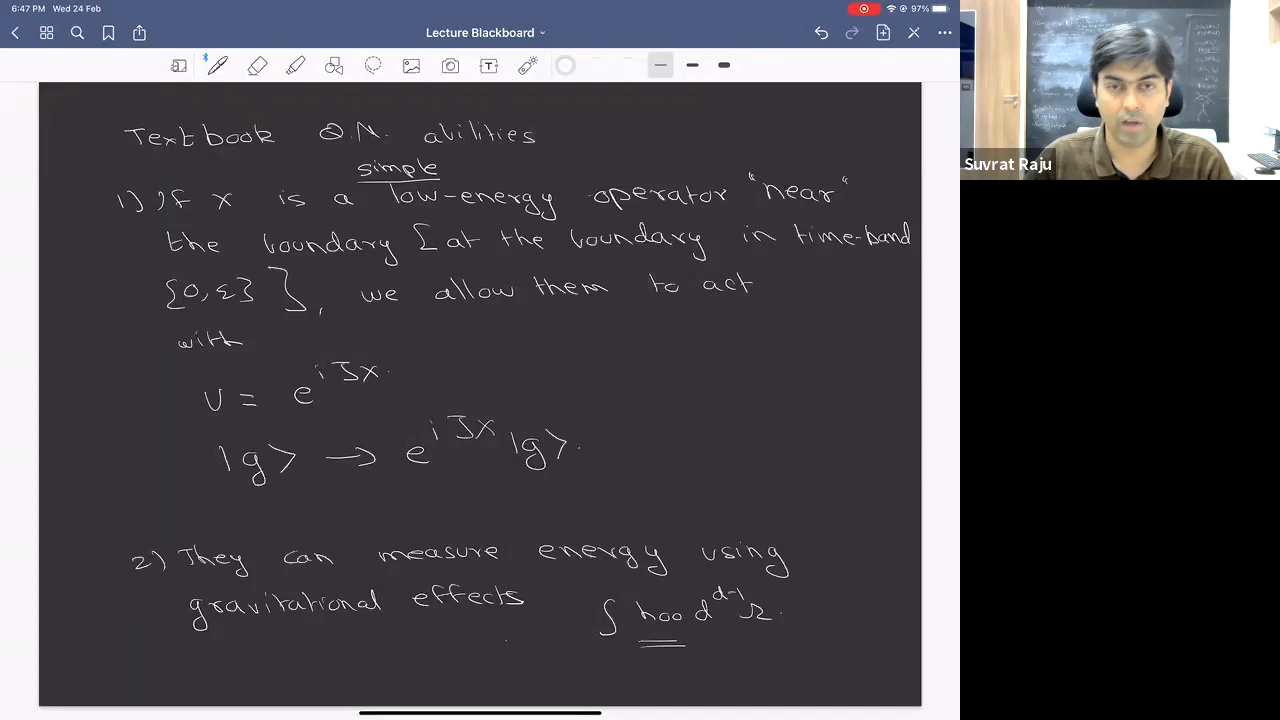 6:47 PM Wed 24 Feb
97%
Lecture Blackboard
Suvrat Raju
Textbook Q.M. abilities
simple
1) If X is a low-energy operator "near"
the boundary [at the boundary in time-band
[0, ε]], we allow them to act
with
U = e^{iJX}.
|g> → e^{iJX} |g>.
2) They can measure energy using
gravitational effects ∫ h₀₀ d^{d-1}Ω.